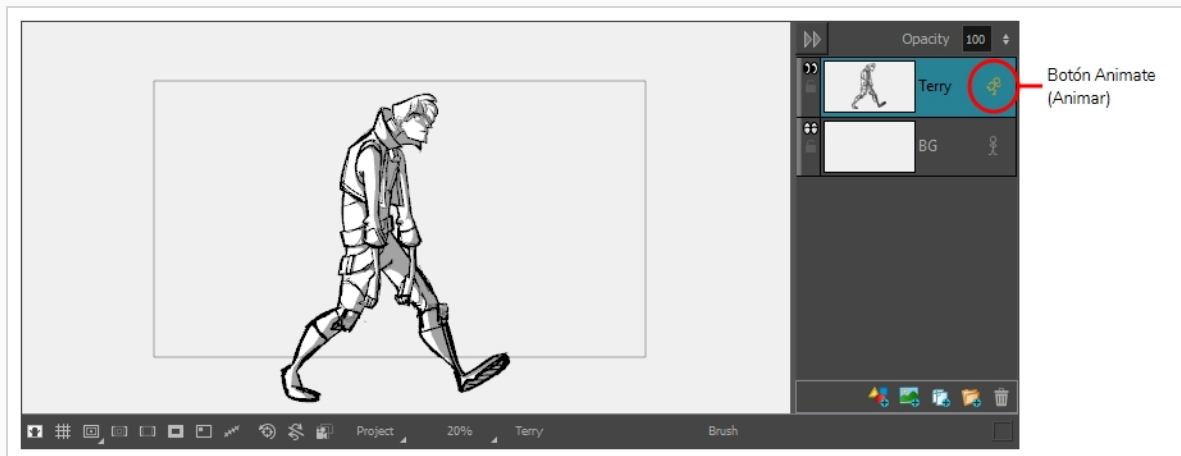 Opacity 100
Terry
Botón Animate
(Animar)
BG
Project 20% Terry Brush